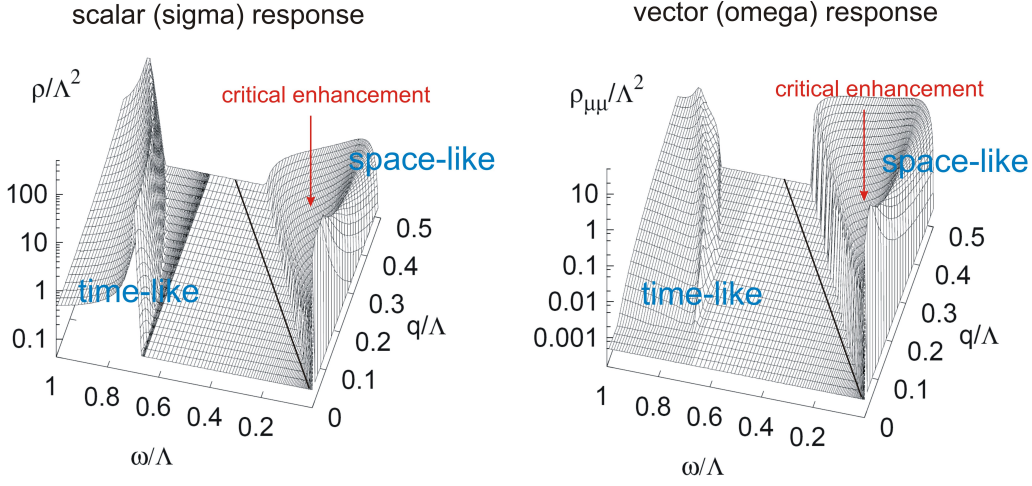 scalar (sigma) response
ρ/Λ²
critical enhancement
space-like
100
10
1
0.1
time-like
0.5
0.4
0.3
0.2
0.1
0
q/Λ
1
0.8
0.6
0.4
0.2
ω/Λ
vector (omega) response
ρμμ/Λ²
critical enhancement
space-like
10
1
0.1
0.01
0.001
time-like
0.5
0.4
0.3
0.2
0.1
0
q/Λ
1
0.8
0.6
0.4
0.2
ω/Λ